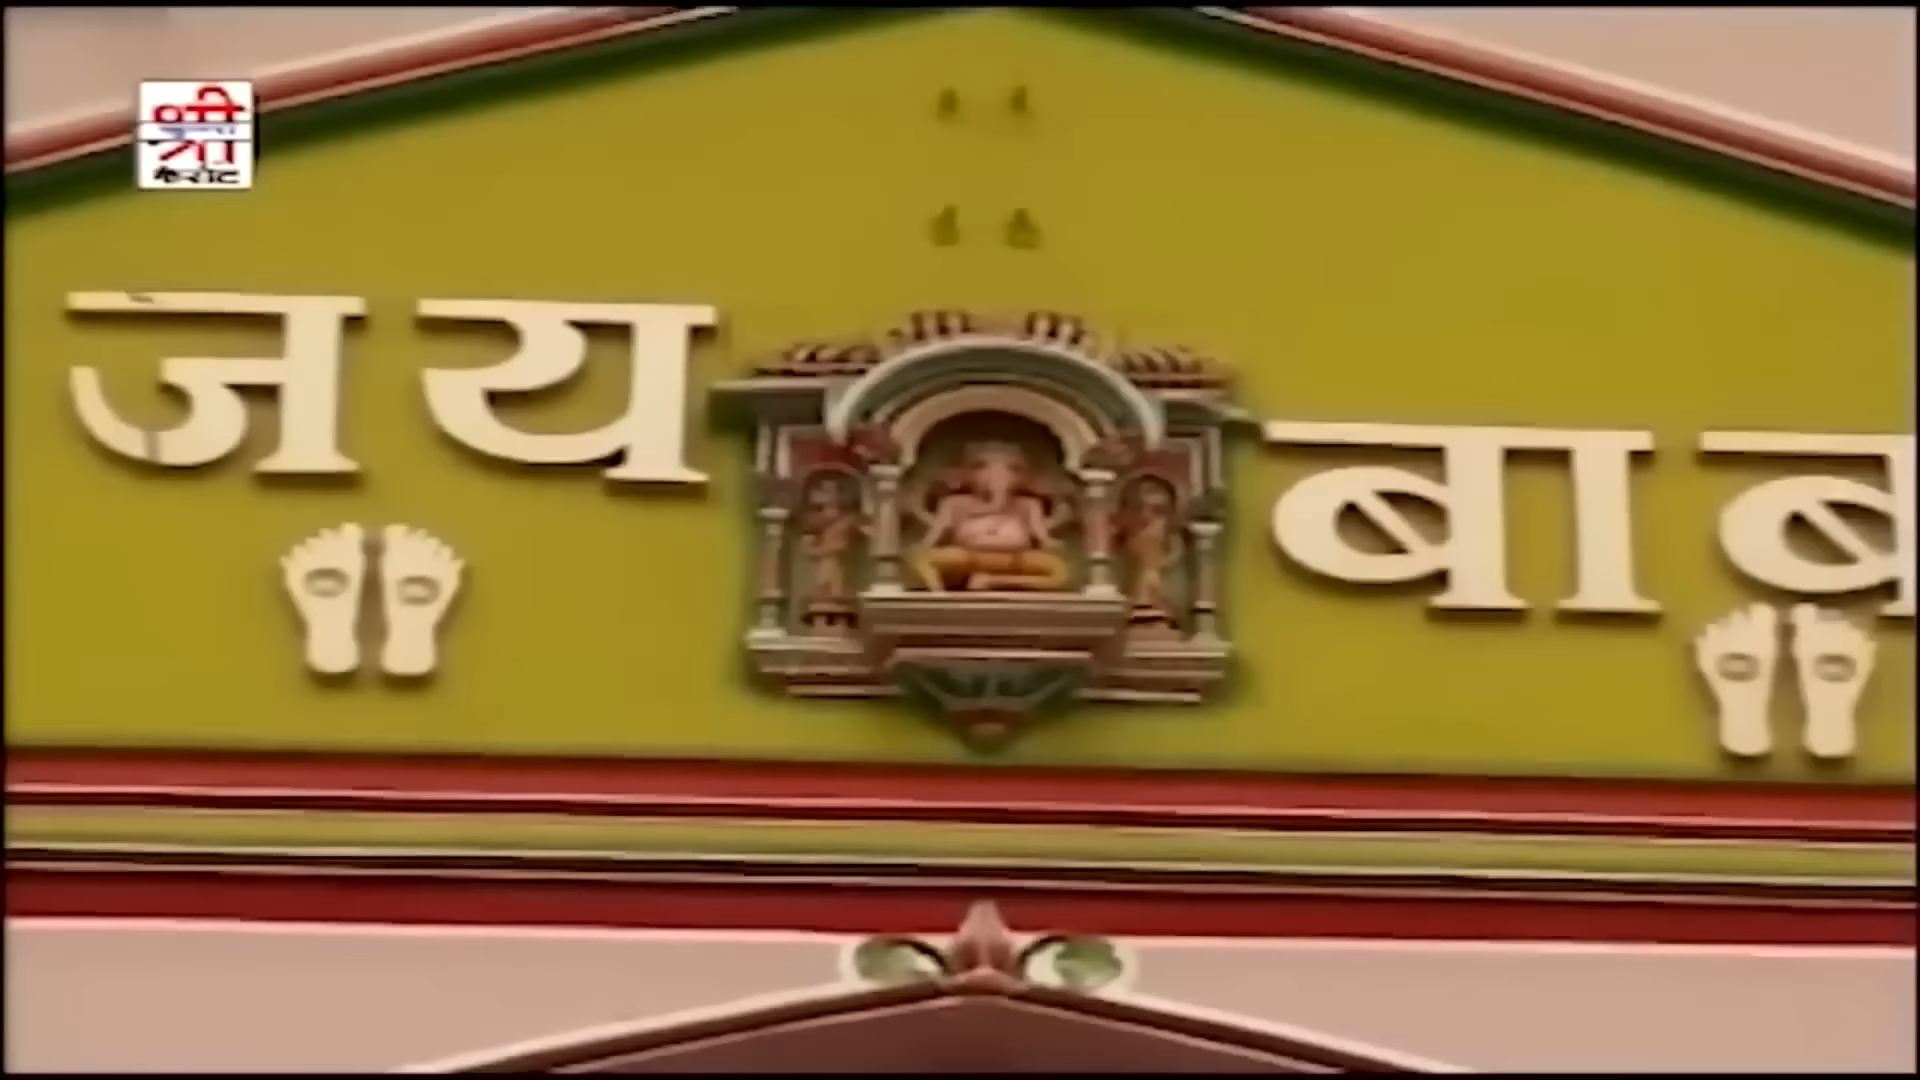 श्री
कैसेट
जय बाब